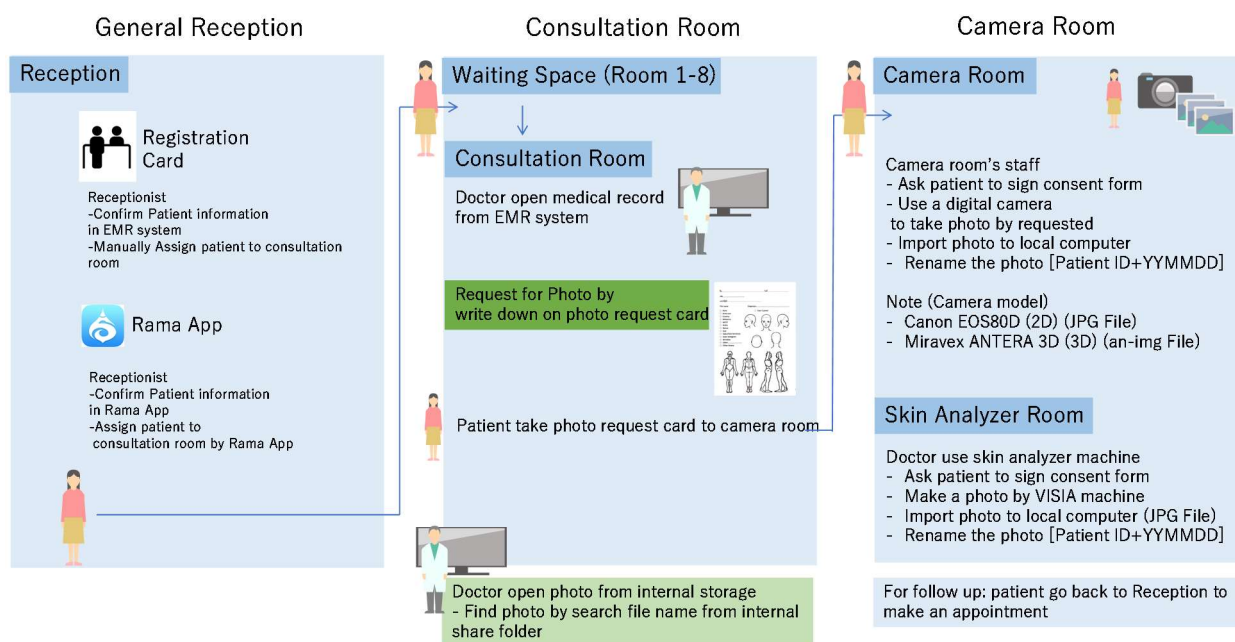 General Reception
Reception
Registration
Card
Receptionist
-Confirm Patient information
in EMR system
-Manually Assign patient to consultation
room
Rama App
Receptionist
-Confirm Patient information
in Rama App
-Assign patient to
consultation room by Rama App
Consultation Room
Waiting Space (Room 1-8)
Consultation Room
Doctor open medical record
from EMR system
Request for Photo by
write down on photo request card
Patient take photo request card to camera room
Doctor open photo from internal storage
- Find photo by search file name from internal
share folder
Camera Room
Camera Room
Camera room's staff
- Ask patient to sign consent form
- Use a digital camera
to take photo by requested
- Import photo to local computer
- Rename the photo [Patient ID+YYMMDD]
Note (Camera model)
- Canon EOS80D (2D) (JPG File)
- Miravex ANTERA 3D (3D) (an-img File)
Skin Analyzer Room
Doctor use skin analyzer machine
- Ask patient to sign consent form
- Make a photo by VISIA machine
- Import photo to local computer (JPG File)
- Rename the photo [Patient ID+YYMMDD]
For follow up: patient go back to Reception to
make an appointment